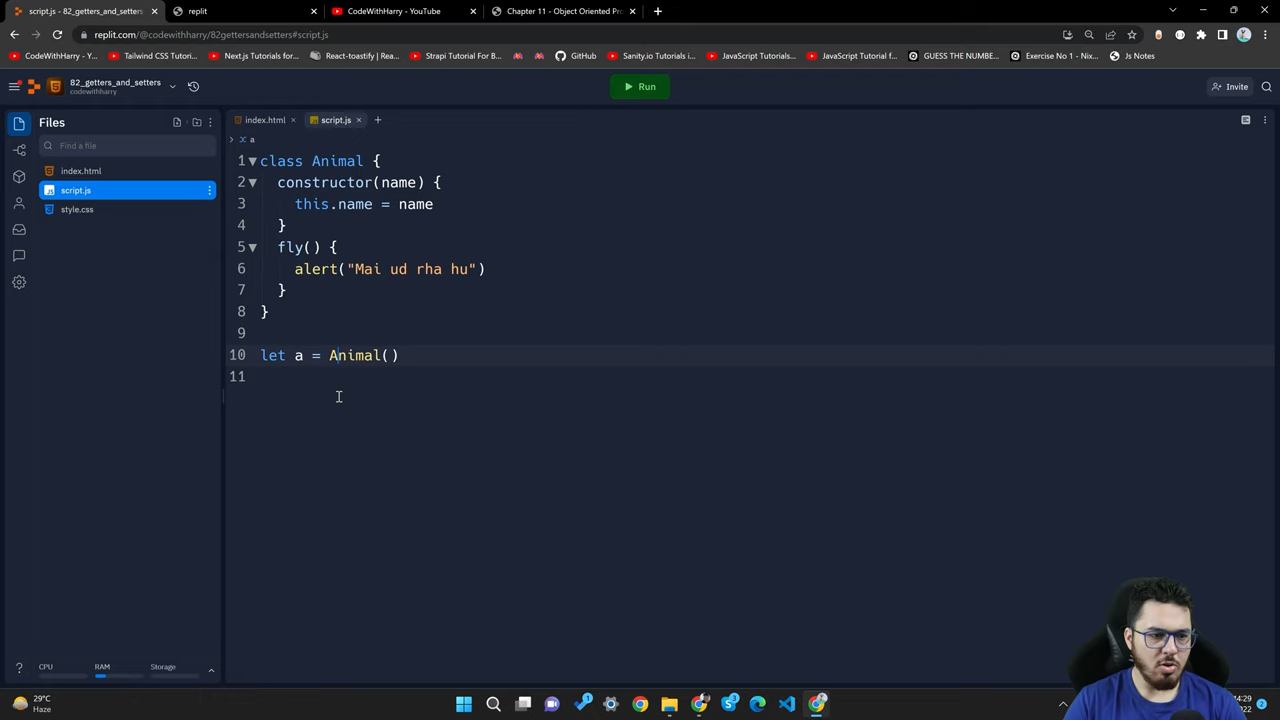 script.js - 82_getters_and_setters
replit
CodeWithHarry - YouTube
Chapter 11 - Object Oriented Pro
replit.com/@codewithharry/82gettersandsetters#script.js
CodeWithHarry - Y...
Tailwind CSS Tutori...
Next.js Tutorials for...
React-toastify | Rea...
Strapi Tutorial For B...
GitHub
Sanity.io Tutorials i...
JavaScript Tutorials...
JavaScript Tutorial f...
GUESS THE NUMBE...
Exercise No 1 - Nix...
Js Notes
82_getters_and_setters
codewithharry
Run
Invite
Files
index.html
script.js
Find a file
a
index.html
script.js
style.css
1 class Animal {
2 constructor(name) {
3 this.name = name
4 }
5 fly() {
6 alert("Mai ud rha hu")
7 }
8 }
9
10 let a = Animal()
11
CPU
RAM
Storage
29°C
Haze
14:29
2022